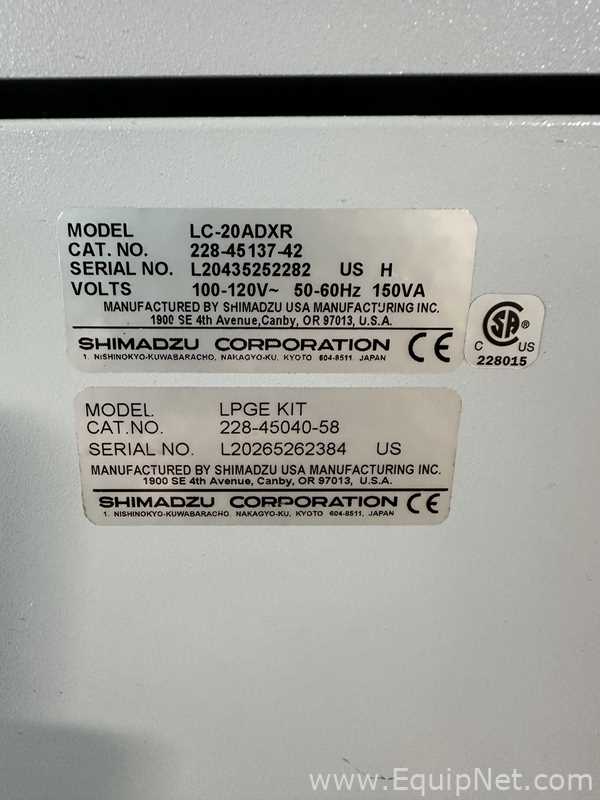 MODEL LC-20ADXR
CAT. NO. 228-45137-42
SERIAL NO. L20435252282 US H
VOLTS 100-120V~ 50-60Hz 150VA
MANUFACTURED BY SHIMADZU USA MANUFACTURING INC.
1900 SE 4th Avenue,Canby, OR 97013, U.S.A.
SHIMADZU CORPORATION CE
1. NISHINOKYO-KUWABARACHO, NAKAGYO-KU, KYOTO 604-8511, JAPAN
CSA ®
C US
228015
MODEL LPGE KIT
CAT.NO. 228-45040-58
SERIAL NO. L20265262384 US
MANUFACTURED BY SHIMADZU USA MANUFACTURING INC.
1900 SE 4th Avenue, Canby, OR 97013, U.S.A.
SHIMADZU CORPORATION CE
1. NISHINOKYO-KUWABARACHO, NAKAGYO-KU, KYOTO 604-8511, JAPAN
www.EquipNet.com